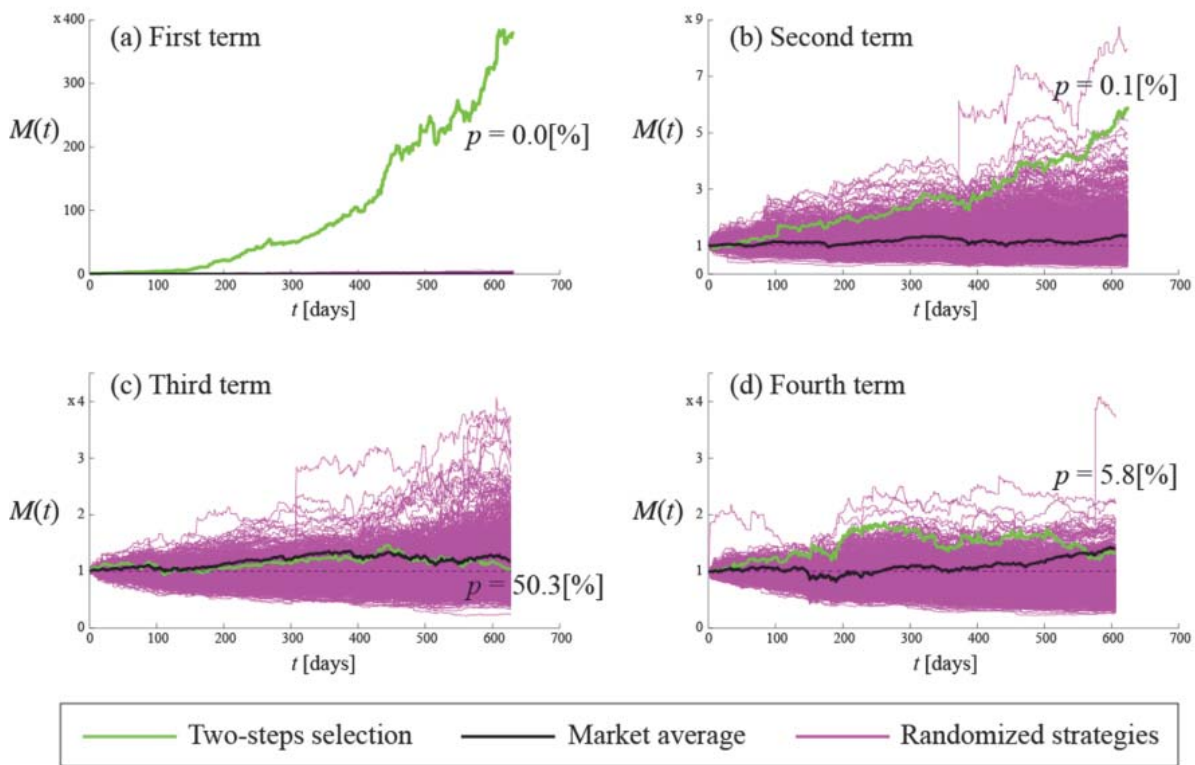 (a) First term
x 400
300
200
100
0
M(t)
p = 0.0[%]
0 100 200 300 400 500 600 700
t [days]
(b) Second term
x 9
7
5
3
1
M(t)
p = 0.1[%]
0 100 200 300 400 500 600 700
t [days]
(c) Third term
x 4
3
2
1
0
M(t)
p = 50.3[%]
0 100 200 300 400 500 600 700
t [days]
(d) Fourth term
x 4
3
2
1
0
M(t)
p = 5.8[%]
0 100 200 300 400 500 600 700
t [days]
Two-steps selection Market average Randomized strategies